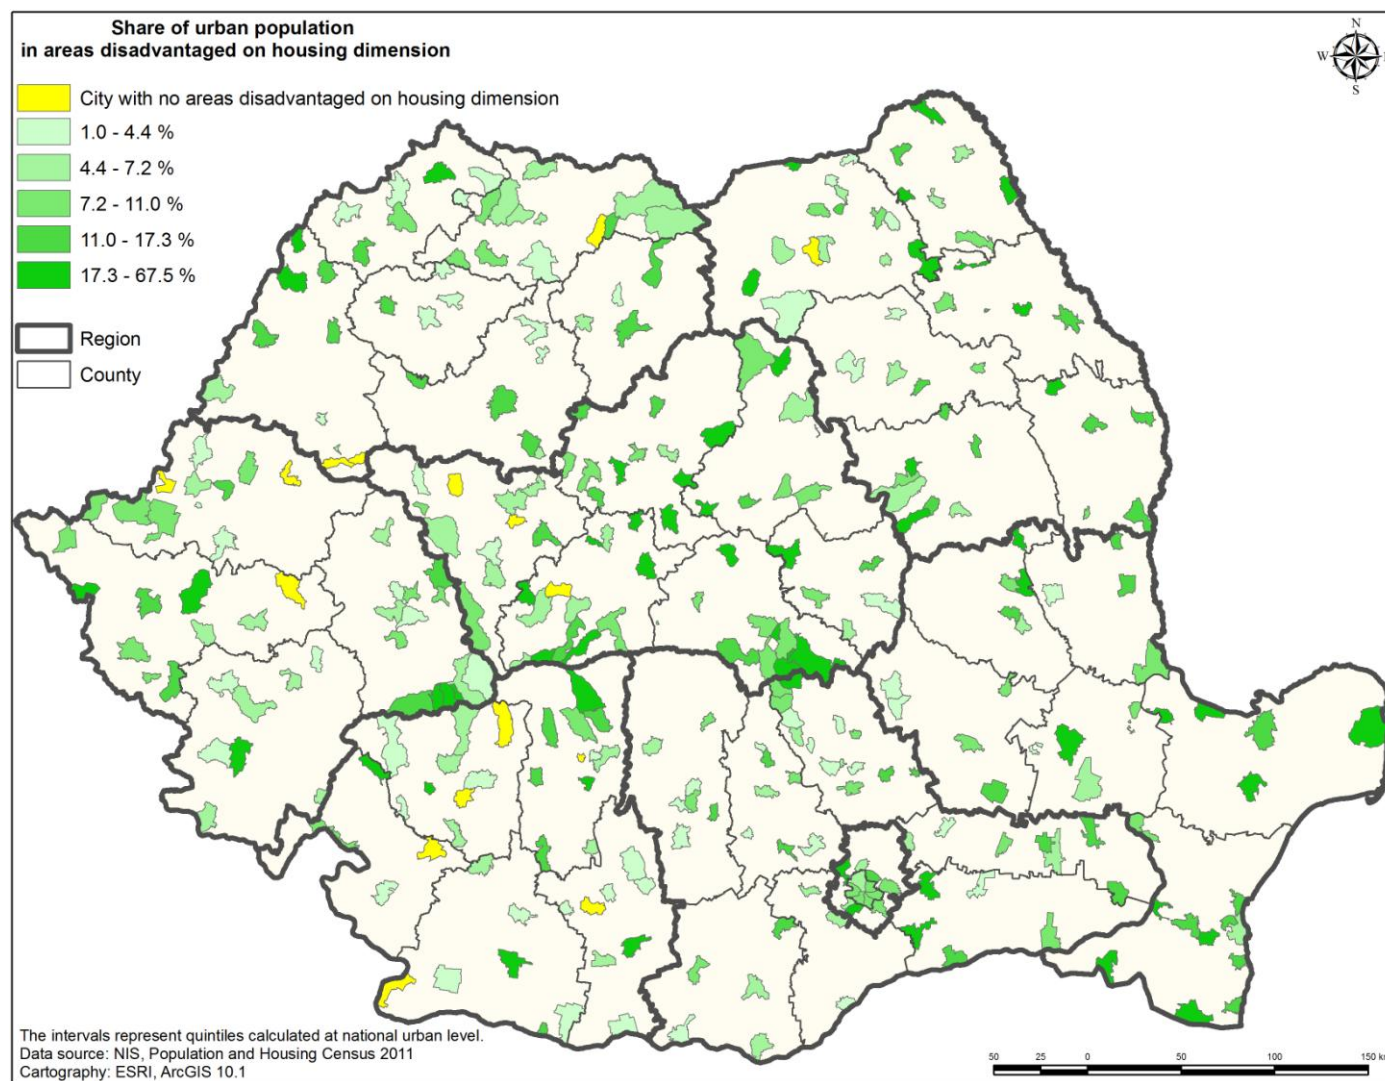 Share of urban population
in areas disadvantaged on housing dimension
City with no areas disadvantaged on housing dimension
1.0 - 4.4 %
4.4 - 7.2 %
7.2 - 11.0 %
11.0 - 17.3 %
17.3 - 67.5 %
Region
County
N
W
S
The intervals represent quintiles calculated at national urban level.
Data source: NIS, Population and Housing Census 2011
Cartography: ESRI, ArcGIS 10.1
50 25 0 50 100 150